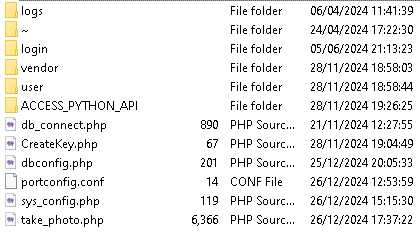 logs File folder 06/04/2024 11:41:39
~ File folder 24/04/2024 17:22:30
login File folder 05/06/2024 21:13:23
vendor File folder 28/11/2024 18:58:03
user File folder 28/11/2024 18:58:44
ACCESS_PYTHON_API File folder 28/11/2024 19:26:25
db_connect.php 890 PHP Sourc... 21/11/2024 12:27:55
CreateKey.php 67 PHP Sourc... 28/11/2024 19:04:49
dbconfig.php 201 PHP Sourc... 25/12/2024 20:05:33
portconfig.conf 14 CONF File 26/12/2024 12:53:59
sys_config.php 119 PHP Sourc... 26/12/2024 15:15:30
take_photo.php 6,366 PHP Sourc... 26/12/2024 17:37:22